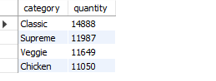 category quantity
Classic 14888
Supreme 11987
Veggie 11649
Chicken 11050